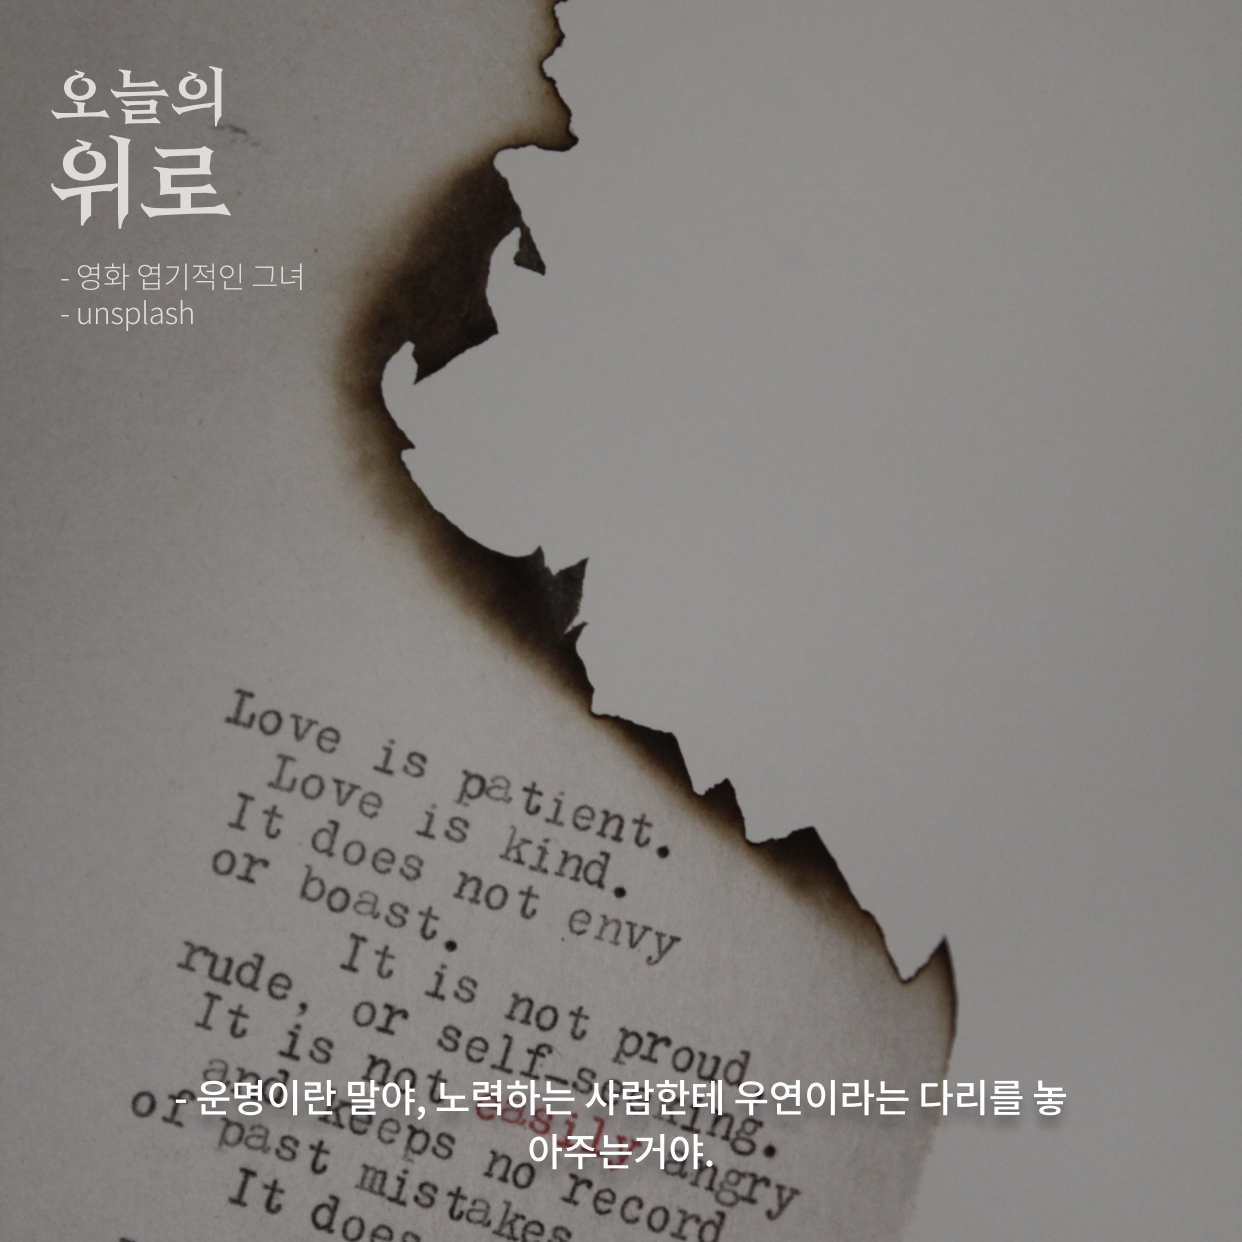 오늘의
위로
- 영화 엽기적인 그녀
- unsplash
Love is patient.
Love is kind.
It does not envy
or boast.
It is not proud,
rude, or self-seeking.
It is not easily angry
and keeps no record
of past mistakes
It does
- 운명이란 말야, 노력하는 사람한테 우연이라는 다리를 놓
아주는거야.